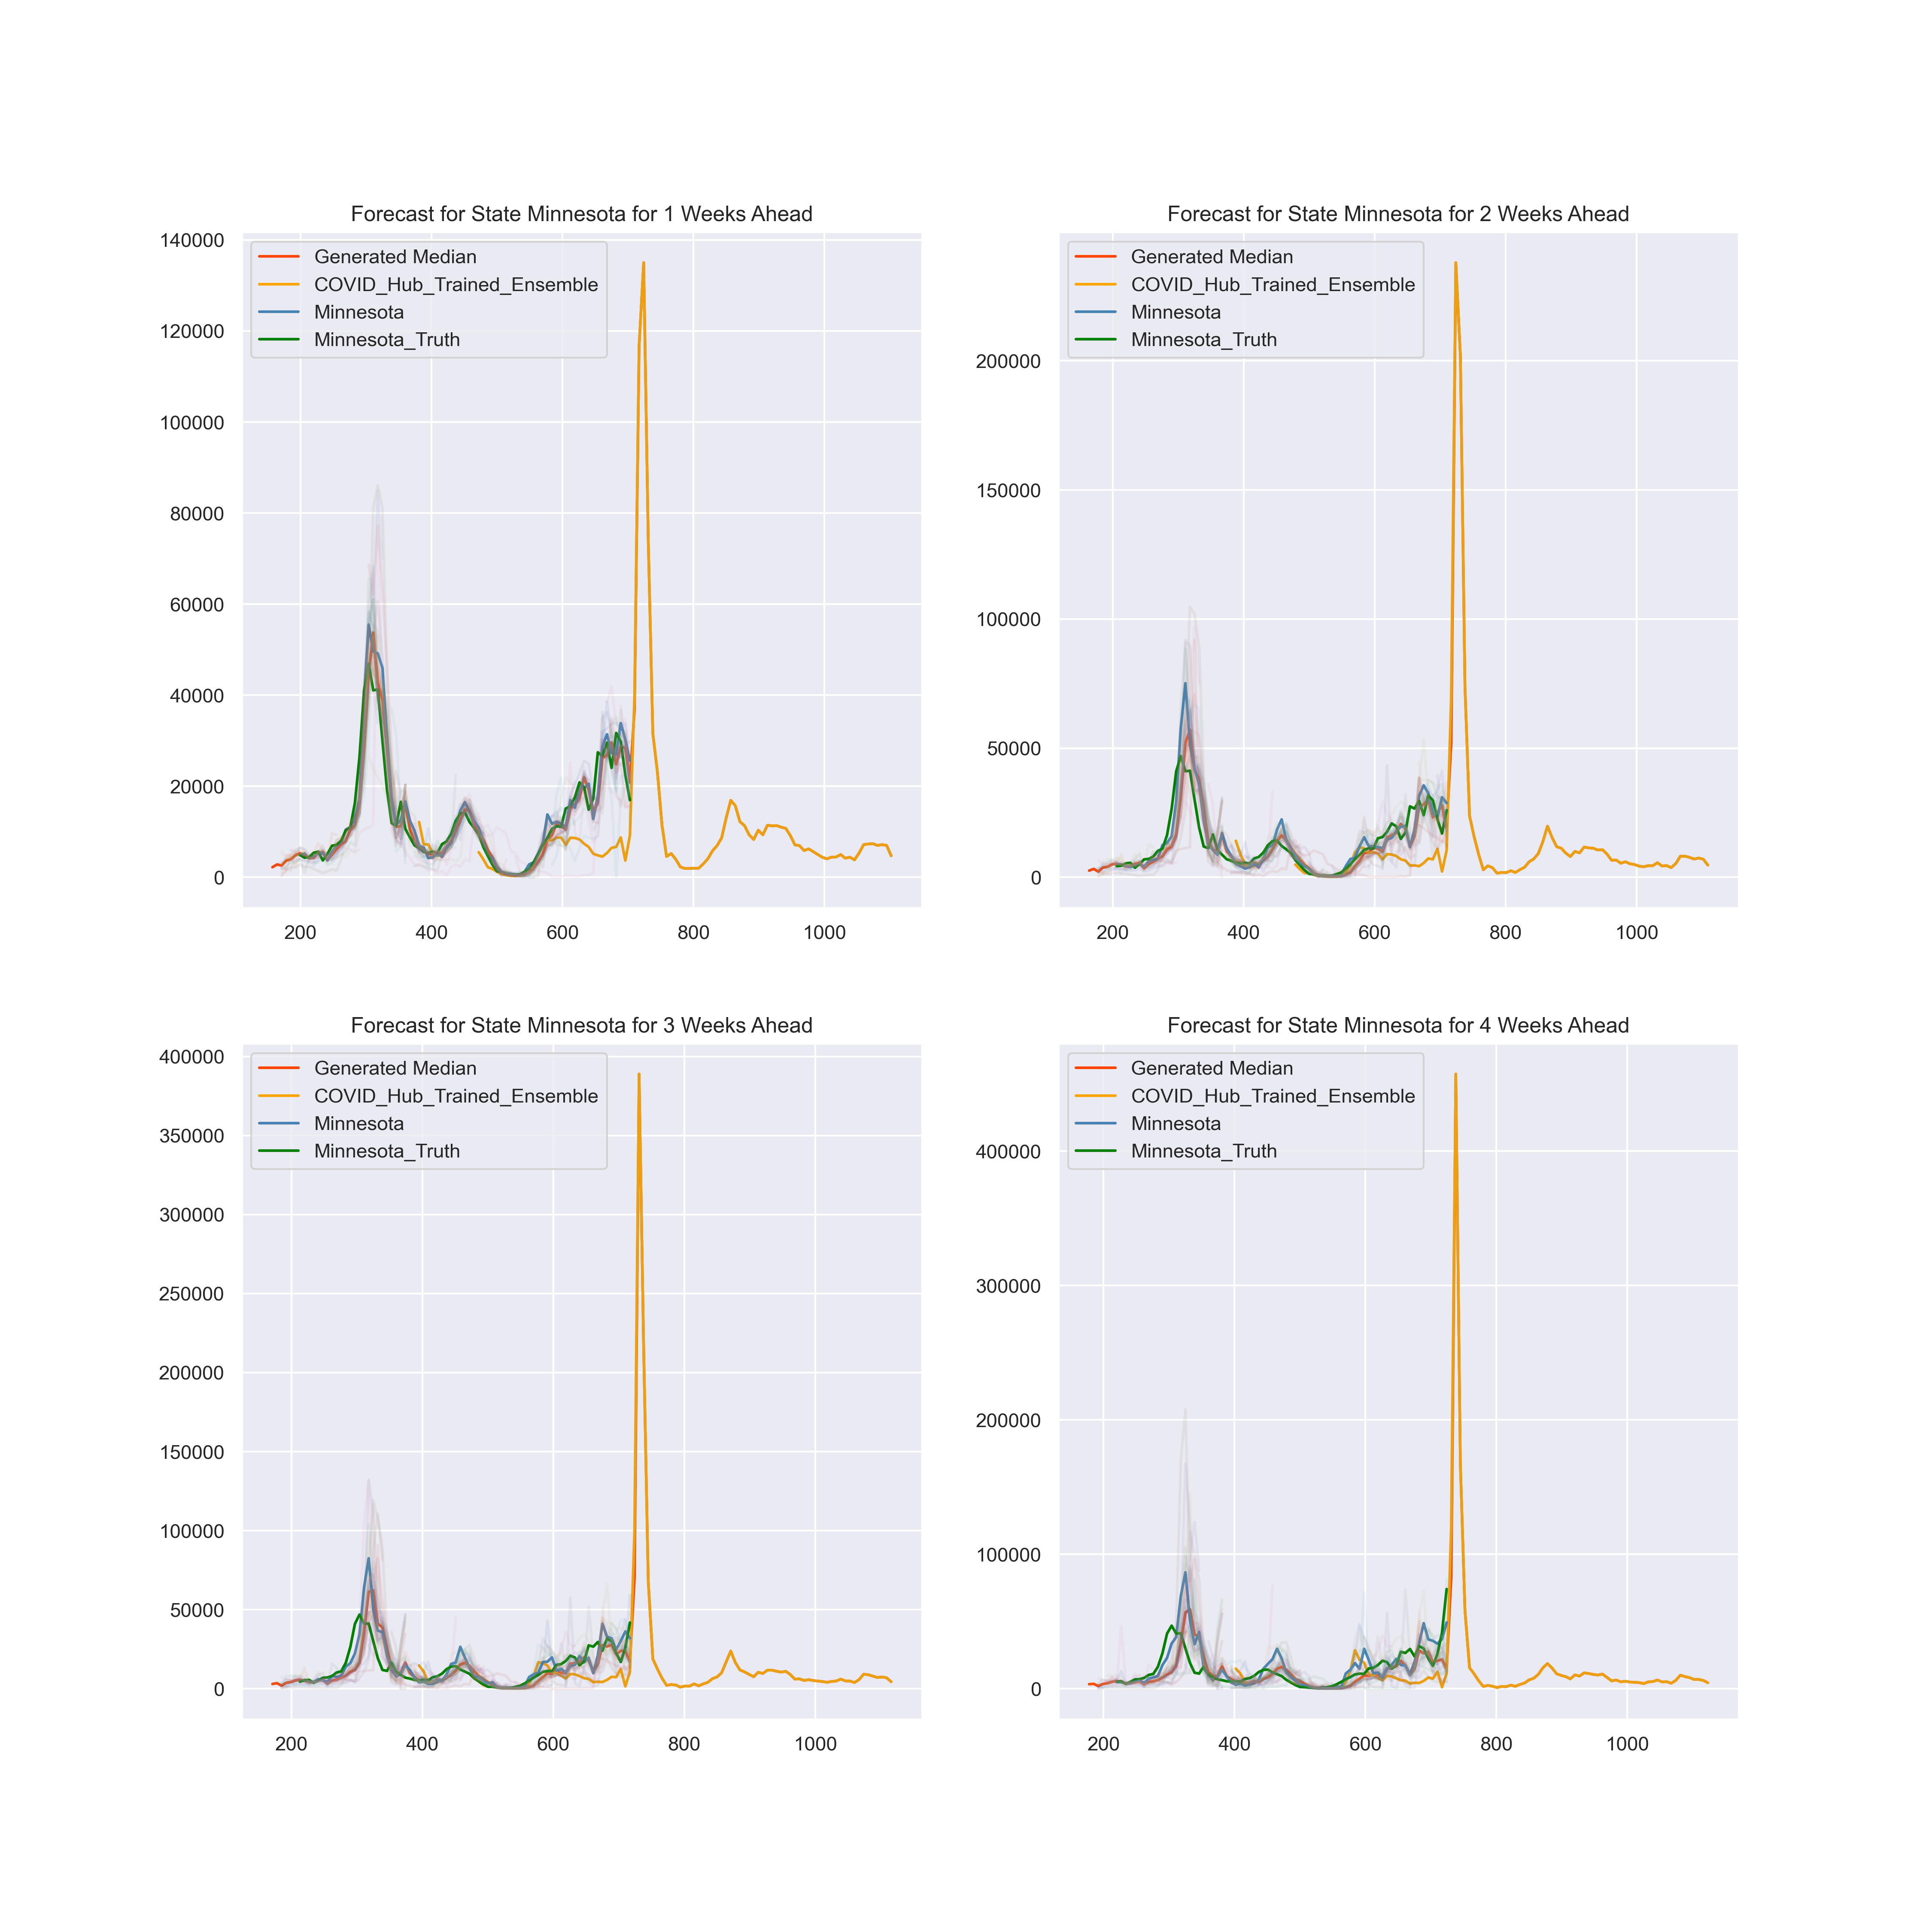 Forecast for State Minnesota for 1 Weeks Ahead
140000
120000
100000
80000
60000
40000
20000
0
Generated Median
COVID_Hub_Trained_Ensemble
Minnesota
Minnesota_Truth
200 400 600 800 1000
Forecast for State Minnesota for 2 Weeks Ahead
200000
150000
100000
50000
0
Generated Median
COVID_Hub_Trained_Ensemble
Minnesota
Minnesota_Truth
200 400 600 800 1000
Forecast for State Minnesota for 3 Weeks Ahead
400000
350000
300000
250000
200000
150000
100000
50000
0
Generated Median
COVID_Hub_Trained_Ensemble
Minnesota
Minnesota_Truth
200 400 600 800 1000
Forecast for State Minnesota for 4 Weeks Ahead
400000
300000
200000
100000
0
Generated Median
COVID_Hub_Trained_Ensemble
Minnesota
Minnesota_Truth
200 400 600 800 1000